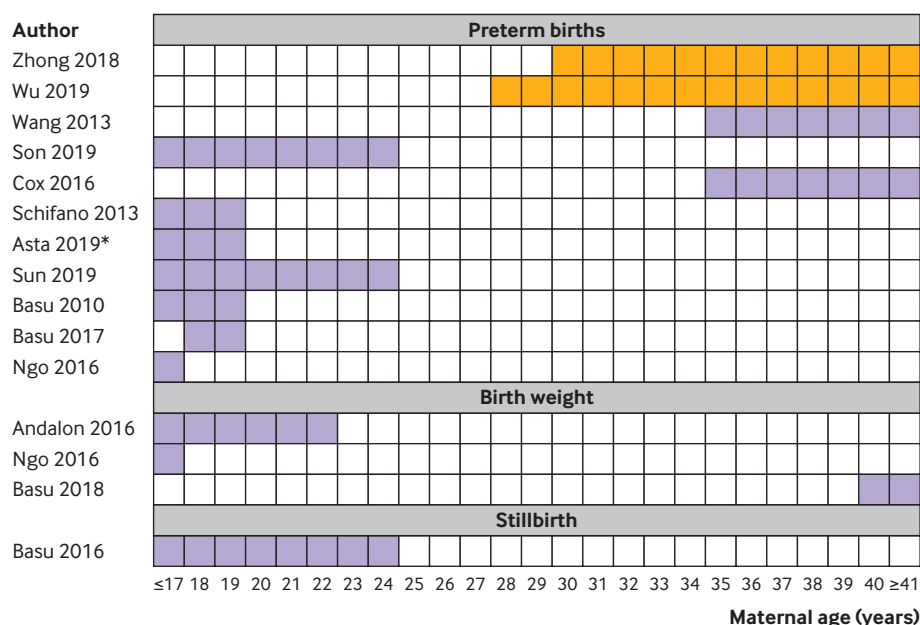 Author Preterm births
Zhong 2018
Wu 2019
Wang 2013
Son 2019
Cox 2016
Schifano 2013
Asta 2019*
Sun 2019
Basu 2010
Basu 2017
Ngo 2016
Birth weight
Andalon 2016
Ngo 2016
Basu 2018
Stillbirth
Basu 2016
≤17 18 19 20 21 22 23 24 25 26 27 28 29 30 31 32 33 34 35 36 37 38 39 40 ≥41
Maternal age (years)